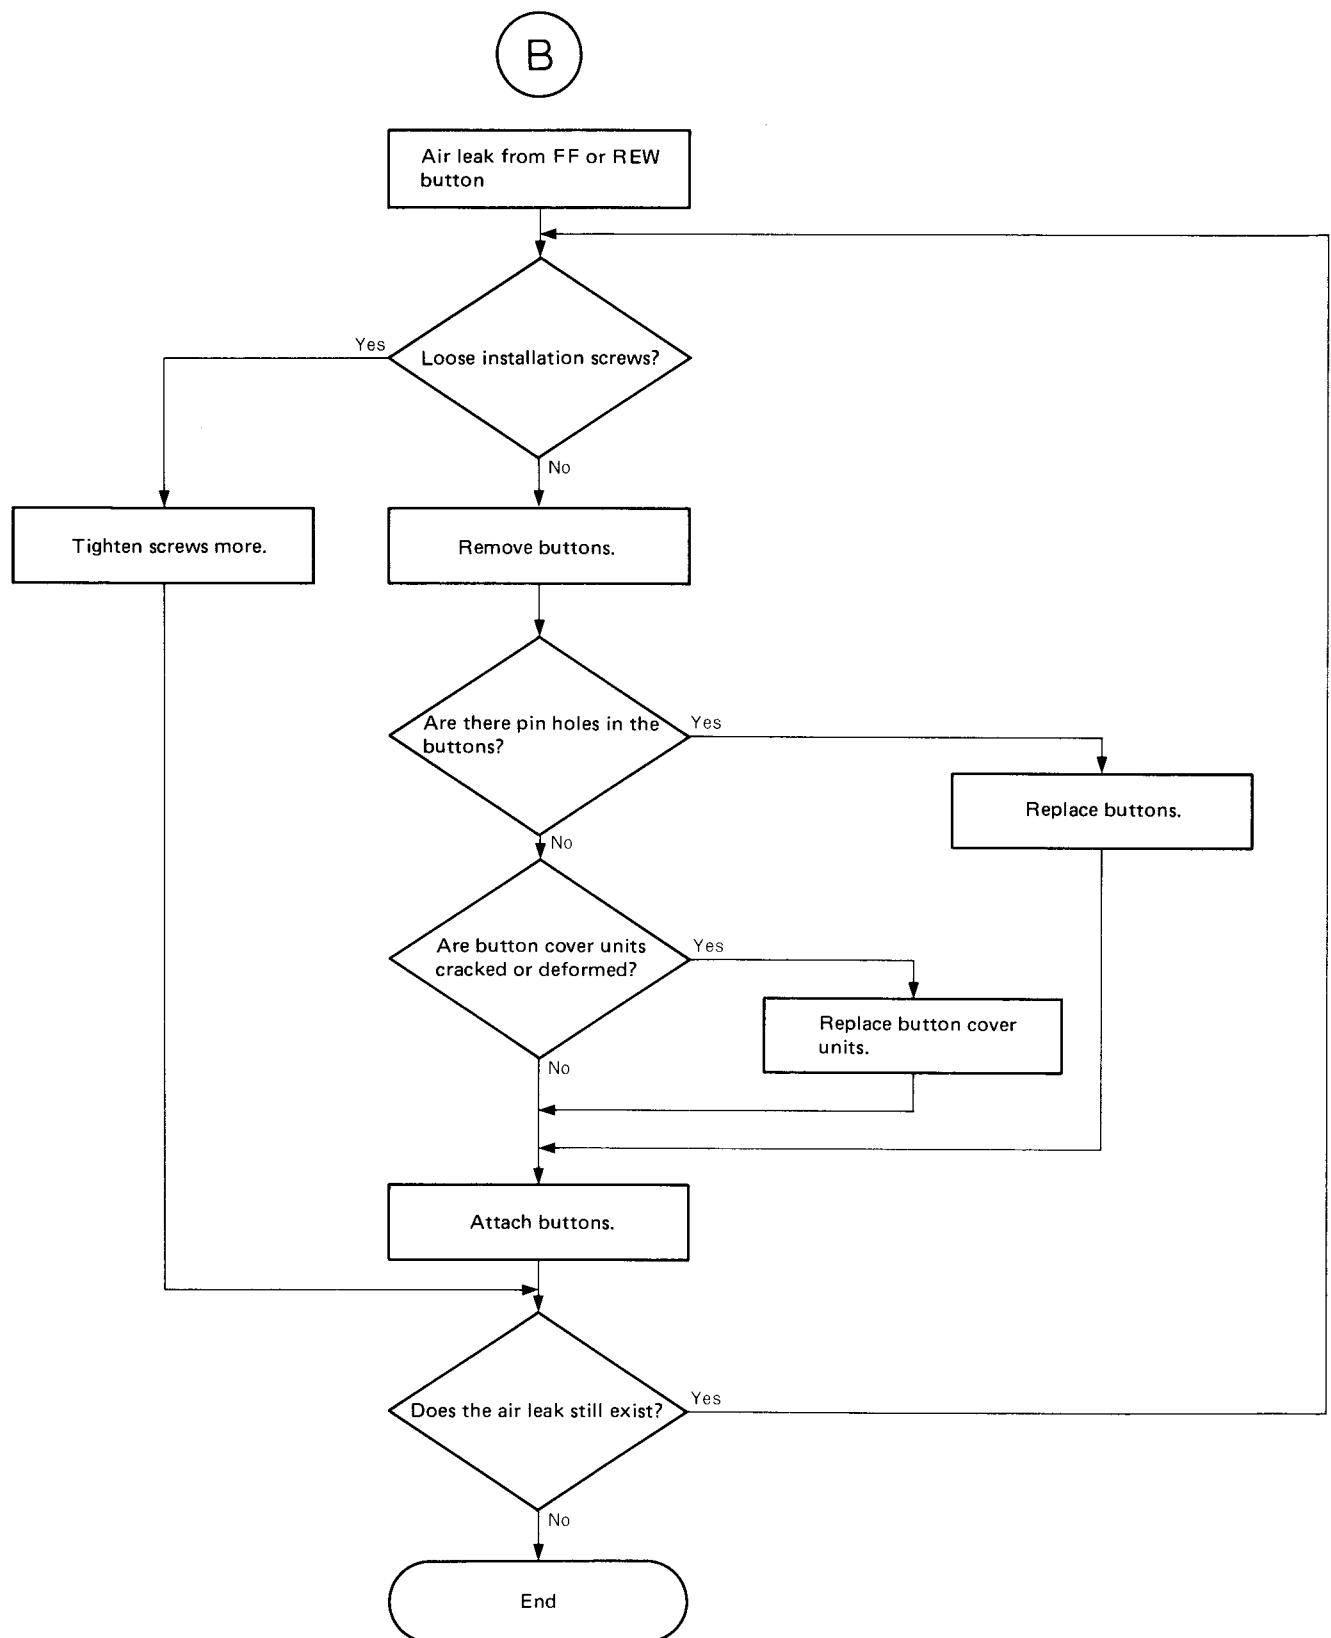 B
Air leak from FF or REW
button
Yes
Loose installation screws?
No
Tighten screws more.
Remove buttons.
Are there pin holes in the
buttons?
Yes
Replace buttons.
No
Are button cover units
cracked or deformed?
Yes
Replace button cover
units.
No
Attach buttons.
Does the air leak still exist?
Yes
No
End